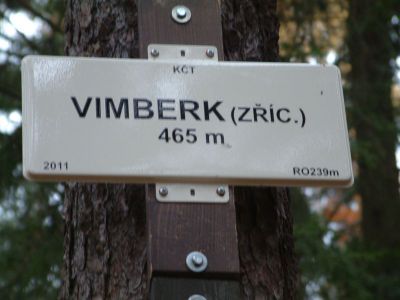 KČT
VIMBERK (ZŘÍC.)
465 m
2011 RO239m